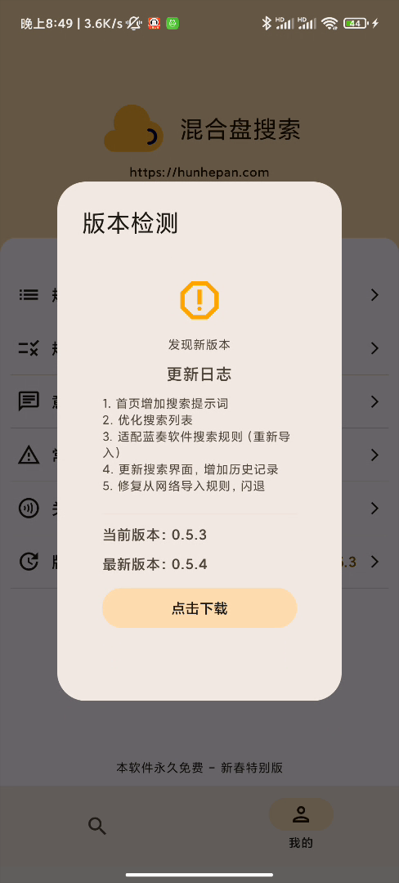 晚上8:49 | 3.6K/s
44
混合盘搜索
https://hunhepan.com
版本检测
发现新版本
更新日志
1. 首页增加搜索提示词
2. 优化搜索列表
3. 适配蓝奏软件搜索规则 (重新导
入)
4. 更新搜索界面, 增加历史记录
5. 修复从网络导入规则, 闪退
当前版本: 0.5.3
最新版本: 0.5.4
点击下载
5.3
本软件永久免费 - 新春特别版
我的